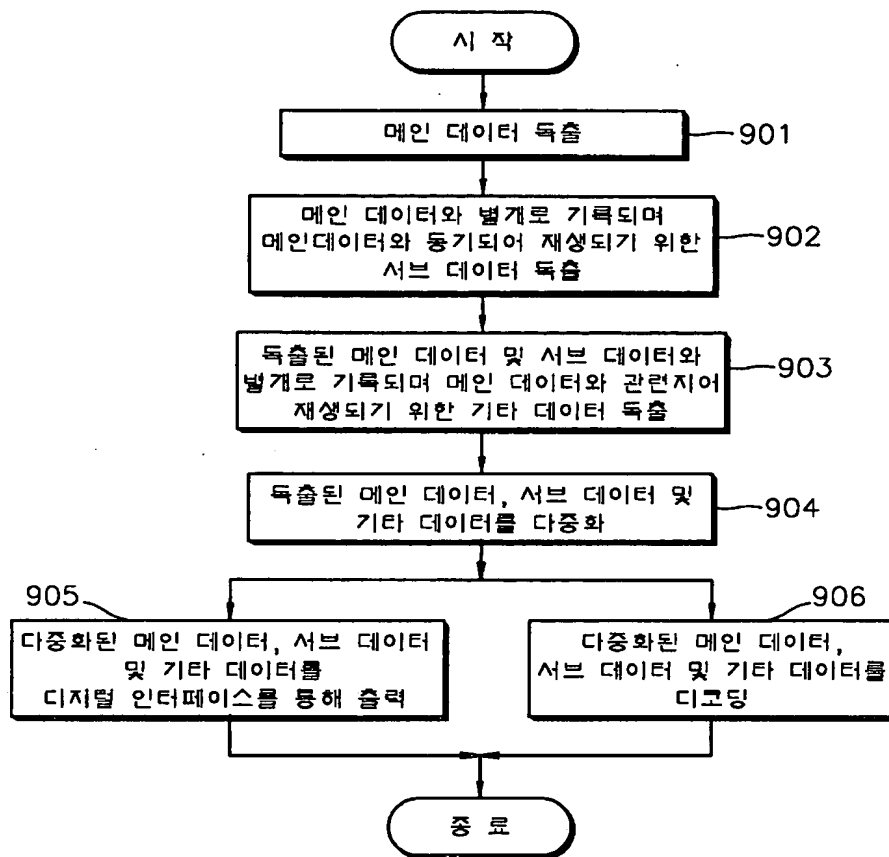 시 작
메인 데이터 독출
901
메인 데이터와 별개로 기록되며
메인데이터와 동기되어 재생되기 위한
서브 데이터 독출
902
독출된 메인 데이터 및 서브 데이터와
별개로 기록되며 메인 데이터와 관련지어
재생되기 위한 기타 데이터 독출
903
독출된 메인 데이터, 서브 데이터 및
기타 데이터를 다중화
904
905
다중화된 메인 데이터, 서브 데이터
및 기타 데이터를
디지털 인터페이스를 통해 출력
906
다중화된 메인 데이터,
서브 데이터 및 기타 데이터를
디코딩
종 료